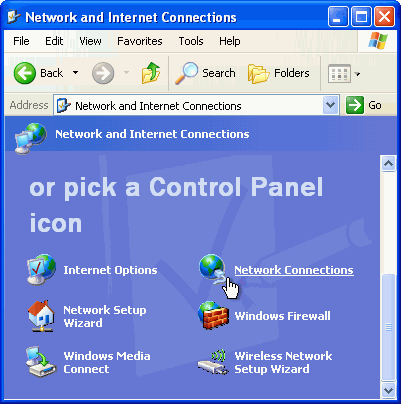 Network and Internet Connections
File Edit View Favorites Tools Help
Back Search Folders
Address Network and Internet Connections Go
Network and Internet Connections
or pick a Control Panel
icon
Internet Options Network Connections
Network Setup
Wizard
Windows Firewall
Windows Media
Connect
Wireless Network
Setup Wizard